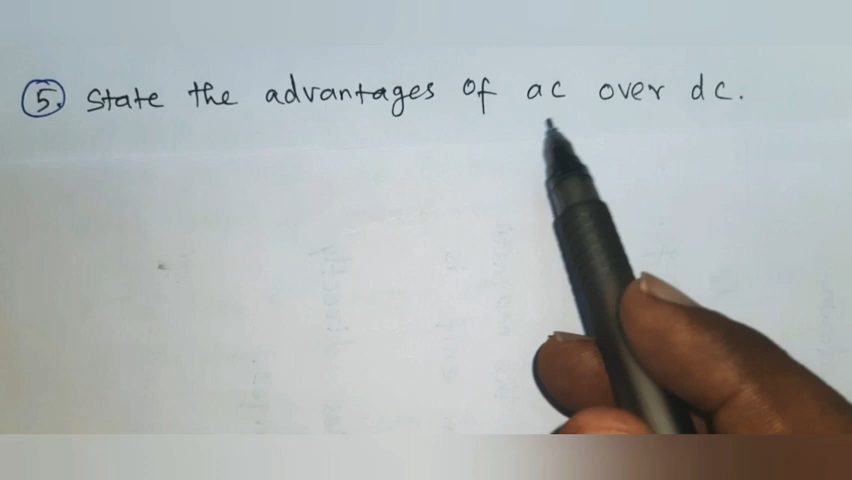 5. State the advantages of ac over dc.